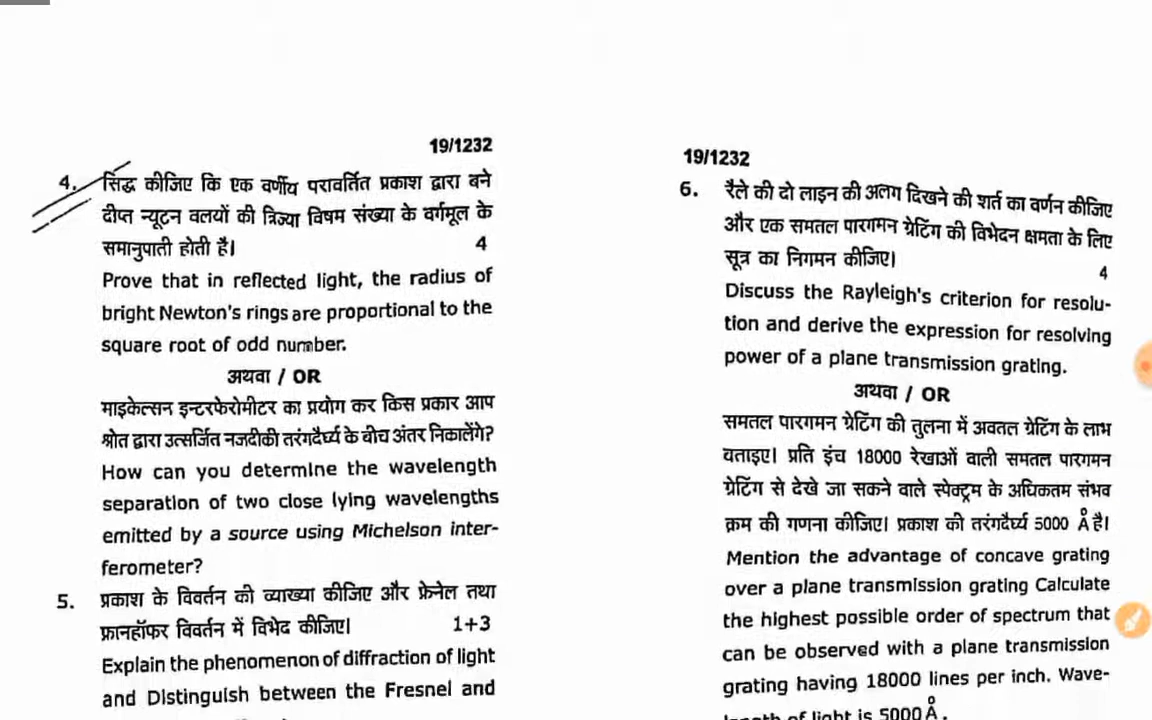 19/1232
4. सिद्ध कीजिए कि एक वर्णीय परावर्तित प्रकाश द्वारा बने
दीप्त न्यूटन वलयों की त्रिज्या विषम संख्या के वर्गमूल के
समानुपाती होती है। 4
Prove that in reflected light, the radius of
bright Newton's rings are proportional to the
square root of odd number.
अथवा / OR
माइकेल्सन इन्टरफेरोमीटर का प्रयोग कर किस प्रकार आप
श्रोत द्वारा उत्सर्जित नजदीकी तरंगदैर्घ्य के बीच अंतर निकालेंगे?
How can you determine the wavelength
separation of two close lying wavelengths
emitted by a source using Michelson inter-
ferometer?
5. प्रकाश के विवर्तन की व्याख्या कीजिए और फ्रेनेल तथा
फ्रानहॉफर विवर्तन में विभेद कीजिए। 1+3
Explain the phenomenon of diffraction of light
and Distinguish between the Fresnel and
19/1232
6. रैले की दो लाइन की अलग दिखने की शर्त का वर्णन कीजिए
और एक समतल पारगमन ग्रेटिंग की विभेदन क्षमता के लिए
सूत्र का निगमन कीजिए। 4
Discuss the Rayleigh's criterion for resolu-
tion and derive the expression for resolving
power of a plane transmission grating.
अथवा / OR
समतल पारगमन ग्रेटिंग की तुलना में अवतल ग्रेटिंग के लाभ
बताइए। प्रति इंच 18000 रेखाओं वाली समतल पारगमन
ग्रेटिंग से देखे जा सकने वाले स्पेक्ट्रम के अधिकतम संभव
क्रम की गणना कीजिए। प्रकाश की तरंगदैर्घ्य 5000 Å है।
Mention the advantage of concave grating
over a plane transmission grating Calculate
the highest possible order of spectrum that
can be observed with a plane transmission
grating having 18000 lines per inch. Wave-
length of light is 5000 Å.